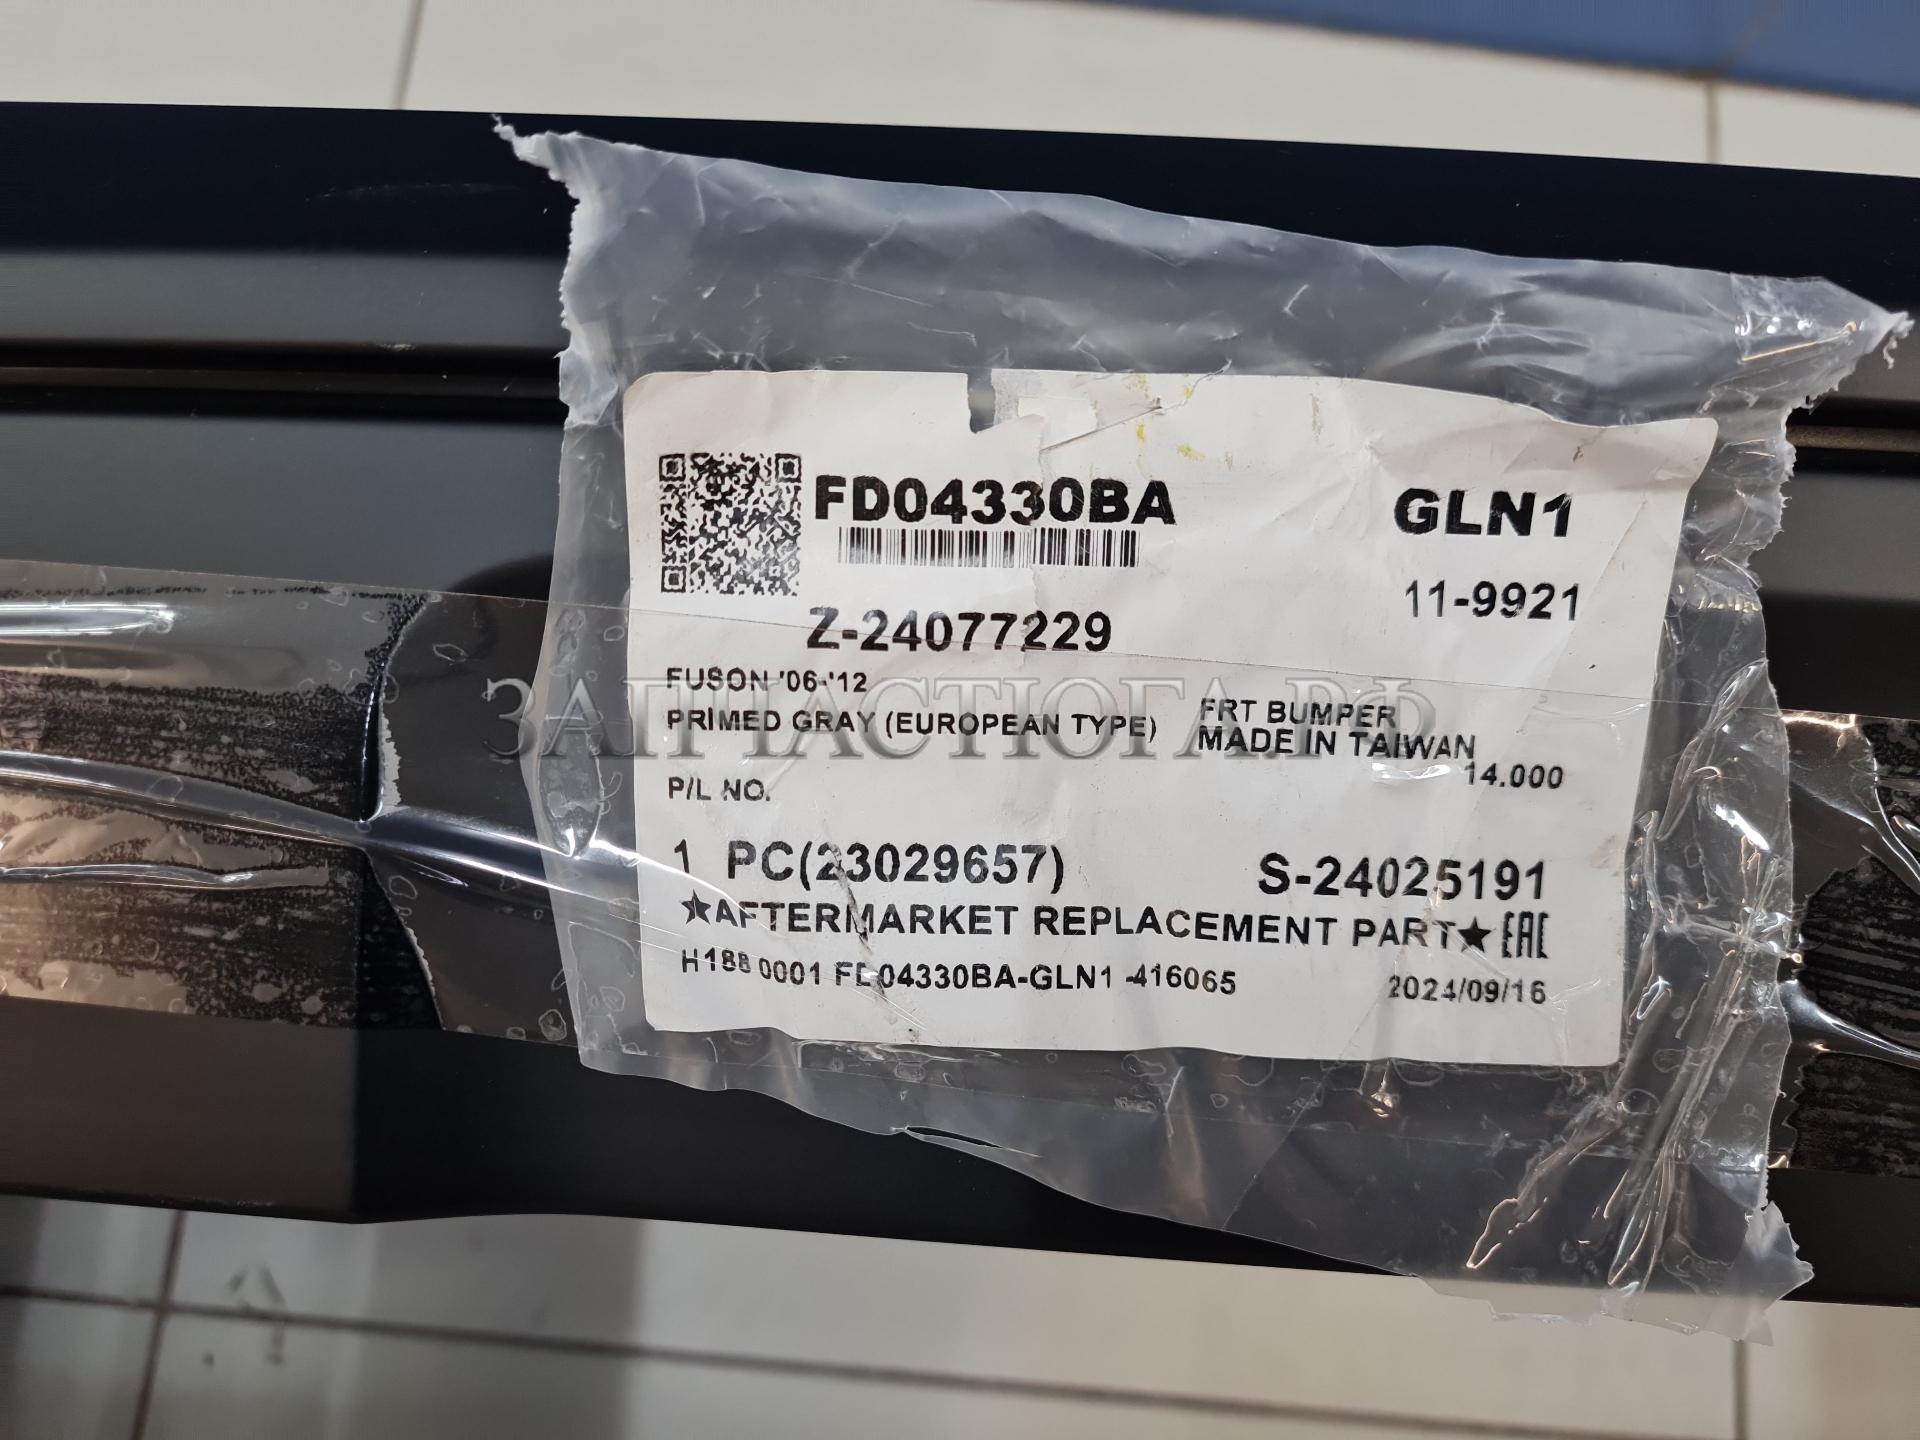 FD04330BA
GLN1
11-9921
Z-24077229
FUSON '06-'12
PRIMED GRAY (EUROPEAN TYPE)
FRT BUMPER
MADE IN TAIWAN
14.000
P/L NO.
1 PC(23029657)
S-24025191
★AFTERMARKET REPLACEMENT PART★ EAC
H188 0001 FD04330BA-GLN1 -416065
2024/09/16
ЗАПЧАСТЮГА.РФ